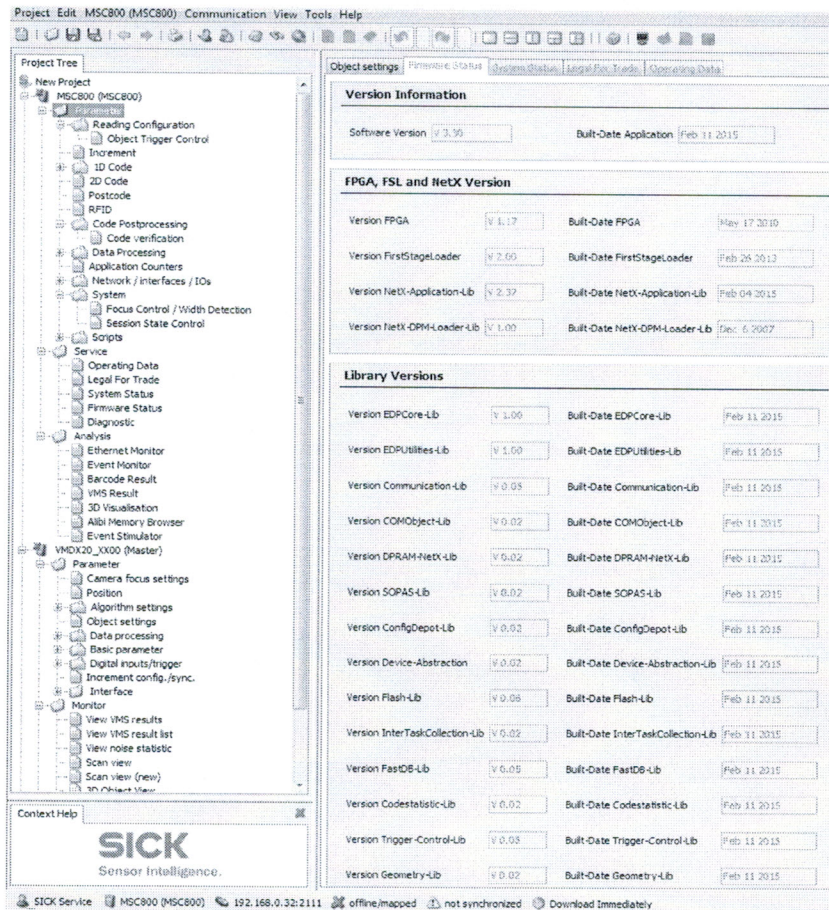 Project Edit MSC800 (MSC800) Communication View Tools Help
Project Tree
New Project
MSC800 (MSC800)
Parameter
Reading Configuration
Object Trigger Control
Increment
1D Code
2D Code
Postcode
RFID
Code Postprocessing
Code verification
Data Processing
Application Counters
Network / interfaces / IOs
System
Focus Control / Width Detection
Session State Control
Scripts
Service
Operating Data
Legal For Trade
System Status
Firmware Status
Diagnostic
Analysis
Ethernet Monitor
Event Monitor
Barcode Result
VMS Result
3D Visualisation
Alibi Memory Browser
Event Stimulator
VMDX20_XX00 (Master)
Parameter
Camera focus settings
Position
Algorithm settings
Object settings
Data processing
Basic parameter
Digital inputs/trigger
Increment config./sync.
Interface
Monitor
View VMS results
View VMS result list
View noise statistic
Scan view
Scan view (new)
3D Object View
Context Help
SICK
Sensor Intelligence.
Object settings Firmware Status System Status Legal For Trade Operating Data
Version Information
Software Version V 3.30 Built-Date Application Feb 11 2015
FPGA, FSL and NetX Version
Version FPGA V 1.17 Built-Date FPGA May 17 2010
Version FirstStageLoader V 2.00 Built-Date FirstStageLoader Feb 26 2013
Version NetX-Application-Lib V 2.37 Built-Date NetX-Application-Lib Feb 04 2015
Version NetX-DPM-Loader-Lib V 1.00 Built-Date NetX-DPM-Loader-Lib Dec 6 2007
Library Versions
Version EDPCore-Lib V 1.00 Built-Date EDPCore-Lib Feb 11 2015
Version EDPUtilities-Lib V 1.00 Built-Date EDPUtilities-Lib Feb 11 2015
Version Communication-Lib V 0.05 Built-Date Communication-Lib Feb 11 2015
Version COMObject-Lib V 0.02 Built-Date COMObject-Lib Feb 11 2015
Version DPRAM-NetX-Lib V 0.02 Built-Date DPRAM-NetX-Lib Feb 11 2015
Version SOPAS-Lib V 0.02 Built-Date SOPAS-Lib Feb 11 2015
Version ConfigDepot-Lib V 0.02 Built-Date ConfigDepot-Lib Feb 11 2015
Version Device-Abstraction V 0.02 Built-Date Device-Abstraction-Lib Feb 11 2015
Version Flash-Lib V 0.06 Built-Date Flash-Lib Feb 11 2015
Version InterTaskCollection-Lib V 0.02 Built-Date InterTaskCollection-Lib Feb 11 2015
Version FastDB-Lib V 0.05 Built-Date FastDB-Lib Feb 11 2015
Version Codestatistic-Lib V 0.02 Built-Date Codestatistic-Lib Feb 11 2015
Version Trigger-Control-Lib V 0.05 Built-Date Trigger-Control-Lib Feb 11 2015
Version Geometry-Lib V 0.02 Built-Date Geometry-Lib Feb 11 2015
SICK Service MSC800 (MSC800) 192.168.0.32:2111 offline/mapped not synchronized Download Immediately